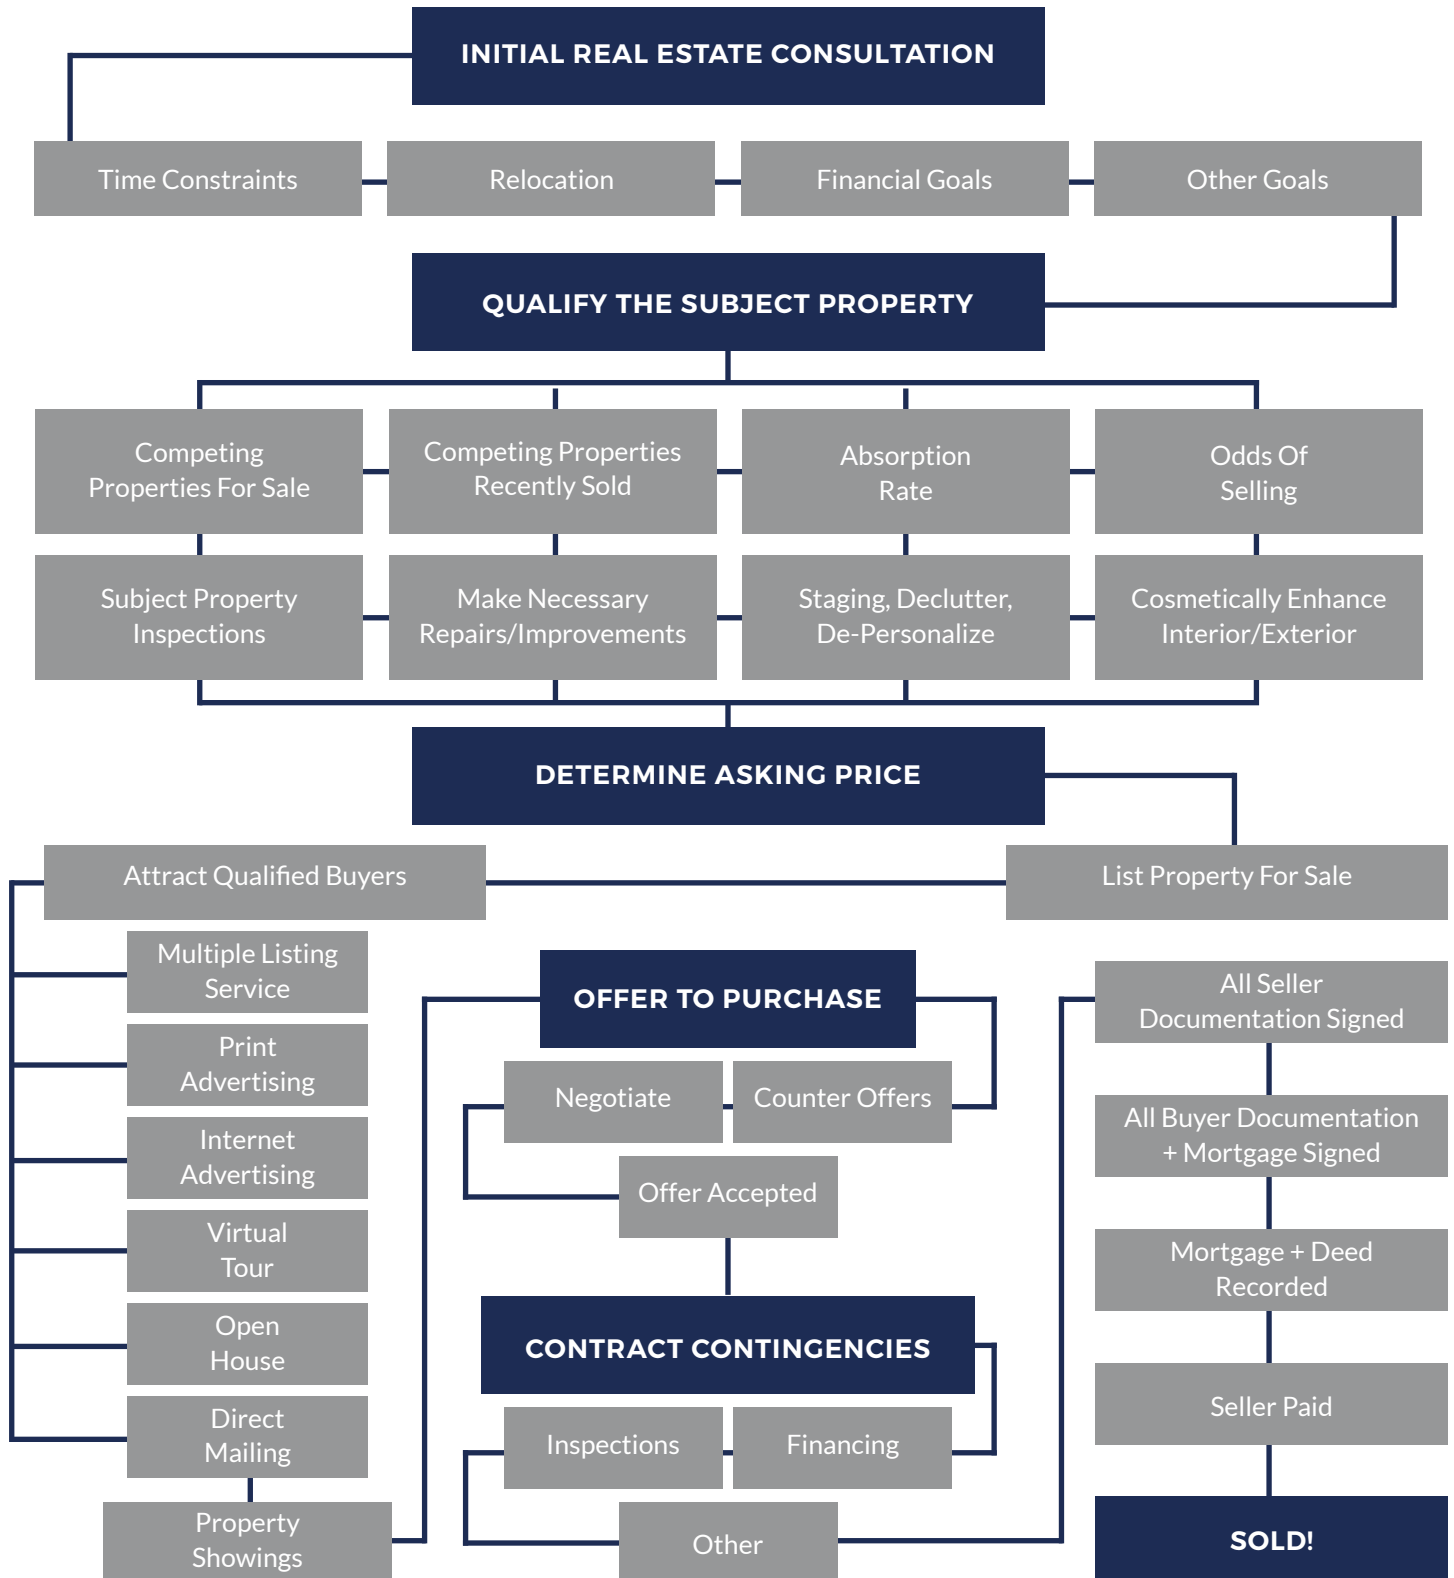 INITIAL REAL ESTATE CONSULTATION
Time Constraints
Relocation
Financial Goals
Other Goals
QUALIFY THE SUBJECT PROPERTY
Competing
Properties For Sale
Competing Properties
Recently Sold
Absorption
Rate
Odds Of
Selling
Subject Property
Inspections
Make Necessary
Repairs/Improvements
Staging, Declutter,
De-Personalize
Cosmetically Enhance
Interior/Exterior
DETERMINE ASKING PRICE
Attract Qualified Buyers
List Property For Sale
Multiple Listing
Service
Print
Advertising
Internet
Advertising
Virtual
Tour
Open
House
Direct
Mailing
Property
Showings
OFFER TO PURCHASE
Negotiate
Counter Offers
Offer Accepted
CONTRACT CONTINGENCIES
Inspections
Financing
Other
All Seller
Documentation Signed
All Buyer Documentation
+ Mortgage Signed
Mortgage + Deed
Recorded
Seller Paid
SOLD!